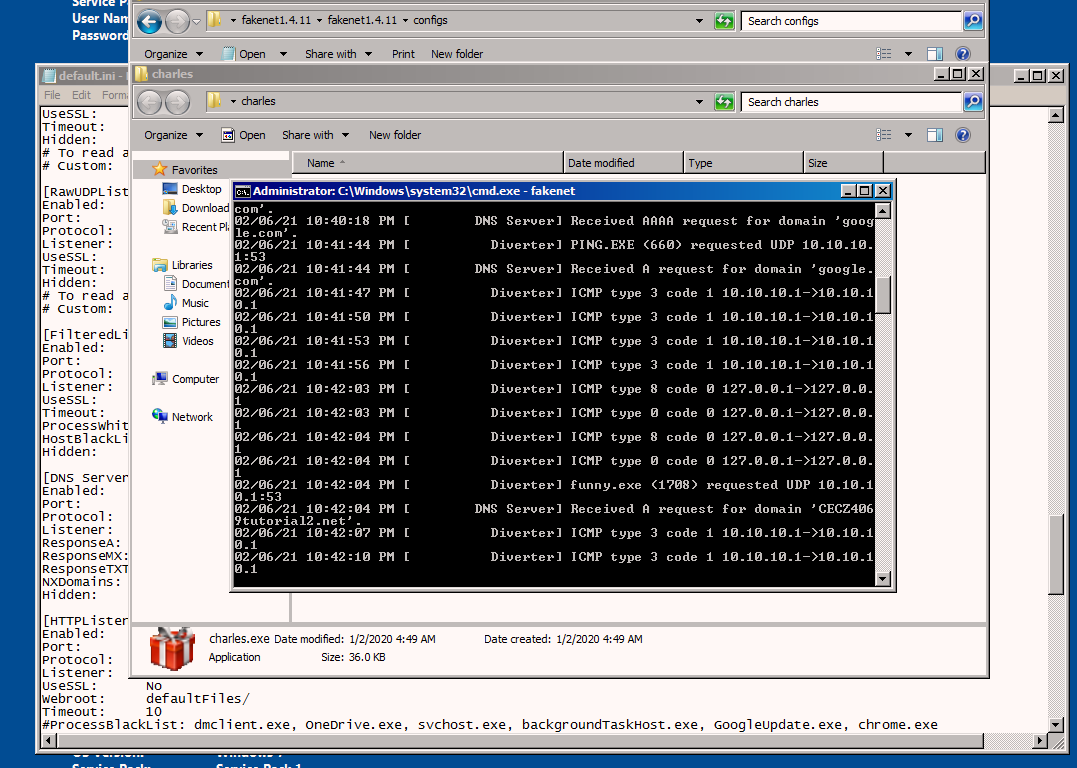 Service P
User Nam
Password
fakenet1.4.11 fakenet1.4.11 configs
Search configs
Organize Open Share with Print New folder
default.ini -
File Edit Forma
charles
charles
Search charles
Organize Open Share with New folder
Name Date modified Type Size
Favorites
Desktop
Download
Recent Pl
Libraries
Document
Music
Pictures
Videos
Computer
Network
UseSSL:
Timeout:
Hidden:
# To read a
# Custom:
[RawUDPList
Enabled:
Port:
Protocol:
Listener:
UseSSL:
Timeout:
Hidden:
# To read a
# Custom:
[FilteredLi
Enabled:
Port:
Protocol:
Listener:
UseSSL:
Timeout:
ProcessWhit
HostBlackLi
Hidden:
[DNS Server
Enabled:
Port:
Protocol:
Listener:
ResponseA:
ResponseMX:
ResponseTXT
NXDomains:
Hidden:
[HTTPListen
Enabled:
Port:
Protocol:
Listener:
UseSSL: No
Webroot: defaultFiles/
Timeout: 10
#ProcessBlackList: dmclient.exe, OneDrive.exe, svchost.exe, backgroundTaskHost.exe, GoogleUpdate.exe, chrome.exe
Administrator: C:\Windows\system32\cmd.exe - fakenet
com'.
02/06/21 10:40:18 PM [ DNS Server] Received AAAA request for domain 'goog
le.com'.
02/06/21 10:41:44 PM [ Diverter] PING.EXE (660) requested UDP 10.10.10.
1:53
02/06/21 10:41:44 PM [ DNS Server] Received A request for domain 'google.
com'.
02/06/21 10:41:47 PM [ Diverter] ICMP type 3 code 1 10.10.10.1->10.10.1
0.1
02/06/21 10:41:50 PM [ Diverter] ICMP type 3 code 1 10.10.10.1->10.10.1
0.1
02/06/21 10:41:53 PM [ Diverter] ICMP type 3 code 1 10.10.10.1->10.10.1
0.1
02/06/21 10:41:56 PM [ Diverter] ICMP type 3 code 1 10.10.10.1->10.10.1
0.1
02/06/21 10:42:03 PM [ Diverter] ICMP type 8 code 0 127.0.0.1->127.0.0.
1
02/06/21 10:42:03 PM [ Diverter] ICMP type 0 code 0 127.0.0.1->127.0.0.
1
02/06/21 10:42:04 PM [ Diverter] ICMP type 8 code 0 127.0.0.1->127.0.0.
1
02/06/21 10:42:04 PM [ Diverter] ICMP type 0 code 0 127.0.0.1->127.0.0.
1
02/06/21 10:42:04 PM [ Diverter] funny.exe (1708) requested UDP 10.10.1
0.1:53
02/06/21 10:42:04 PM [ DNS Server] Received A request for domain 'CECZ406
9tutorial2.net'.
02/06/21 10:42:07 PM [ Diverter] ICMP type 3 code 1 10.10.10.1->10.10.1
0.1
02/06/21 10:42:10 PM [ Diverter] ICMP type 3 code 1 10.10.10.1->10.10.1
0.1
charles.exe Date modified: 1/2/2020 4:49 AM Date created: 1/2/2020 4:49 AM
Application Size: 36.0 KB